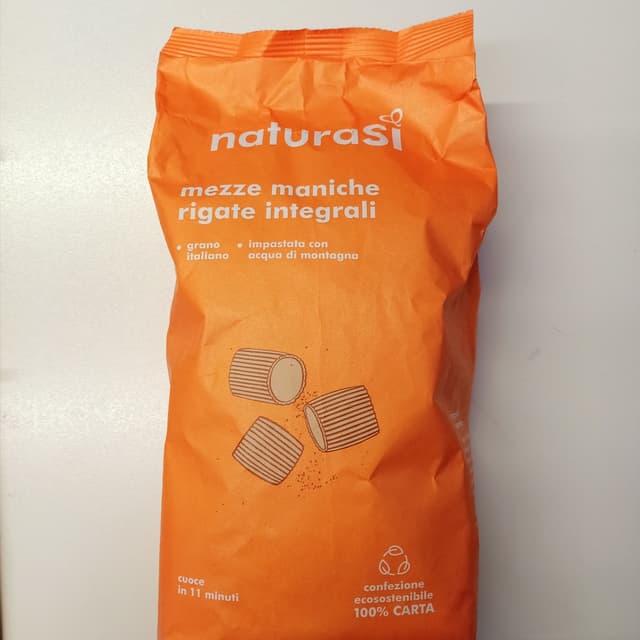 naturasì
mezze maniche
rigate integrali
• grano
italiano
• impastata con
acqua di montagna
cuoce
in 11 minuti
confezione
ecosostenibile
100% CARTA